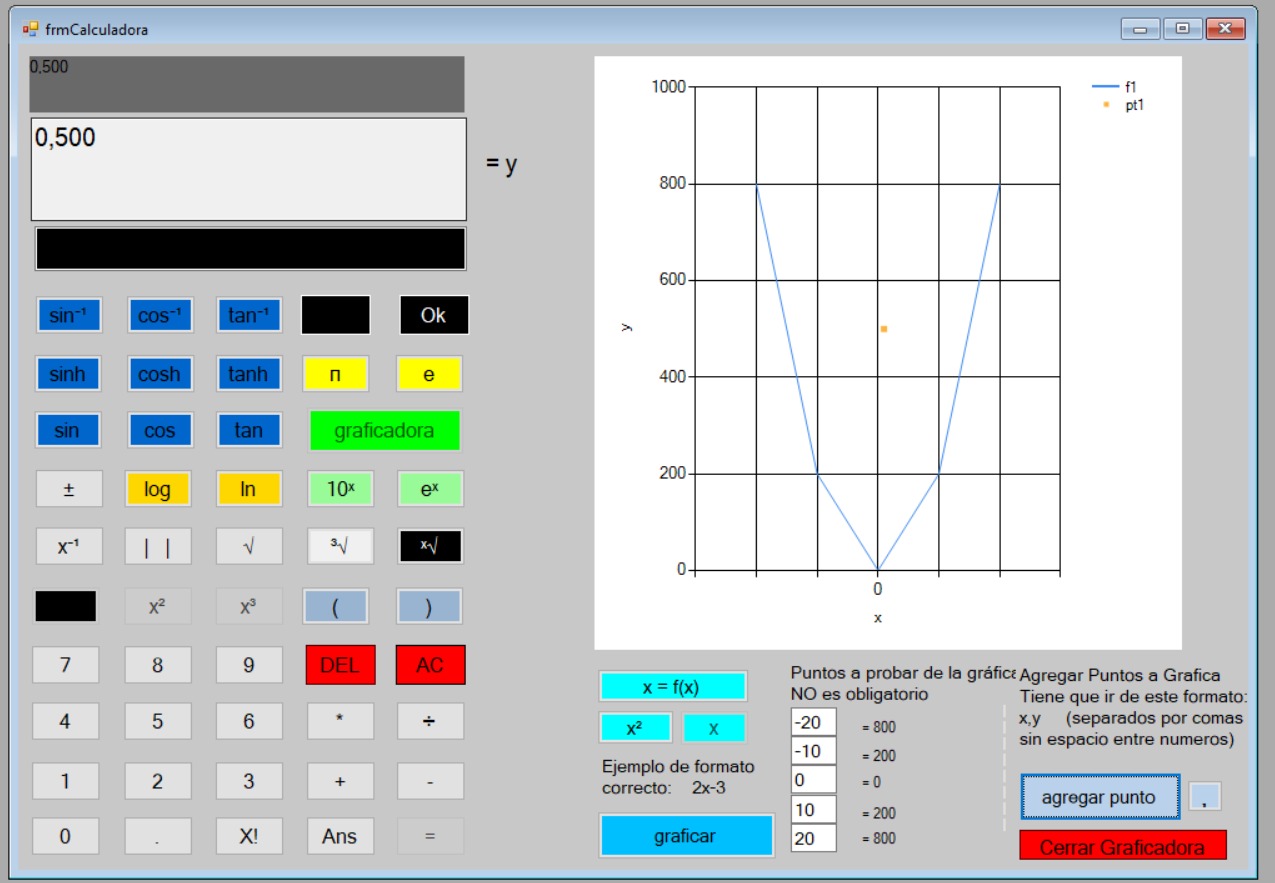 frmCalculadora
0,500
0,500
= y
sin⁻¹ cos⁻¹ tan⁻¹ Ok
sinh cosh tanh π e
sin cos tan graficadora
± log ln 10ˣ eˣ
x⁻¹ | | √ ³√ ˣ√
x² x³ ( )
7 8 9 DEL AC
4 5 6 * ÷
1 2 3 + -
0 . X! Ans =
f1
pt1
1000
800
600
400
200
0
y
0
x
x = f(x)
x² x
Ejemplo de formato
correcto: 2x-3
graficar
Puntos a probar de la gráfica
NO es obligatorio
-20 = 800
-10 = 200
0 = 0
10 = 200
20 = 800
Agregar Puntos a Grafica
Tiene que ir de este formato:
x,y (separados por comas
sin espacio entre numeros)
agregar punto ,
Cerrar Graficadora